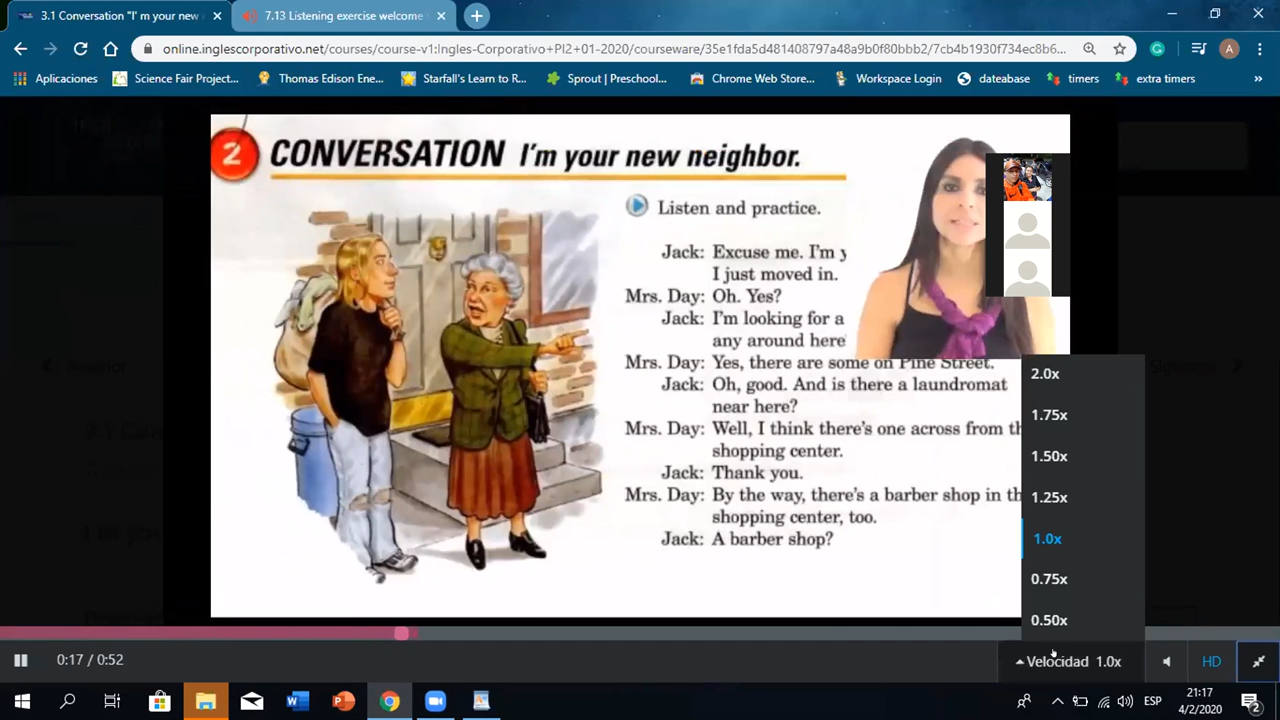 3.1 Conversation "I' m your new n
7.13 Listening exercise welcome t
online.inglescorporativo.net/courses/course-v1:Ingles-Corporativo+PI2+01-2020/courseware/35e1fda5d481408797a48a9b0f80bbb2/7cb4b1930f734ec8b6...
A
Aplicaciones
Science Fair Project...
Thomas Edison Ene...
Starfall's Learn to R...
Sprout | Preschool...
Chrome Web Store...
Workspace Login
dateabase
timers
extra timers
»
2 CONVERSATION I'm your new neighbor.
Listen and practice.
Jack: Excuse me. I'm y
I just moved in.
Mrs. Day: Oh. Yes?
Jack: I'm looking for a
any around here
Mrs. Day: Yes, there are some on Pine Street.
Jack: Oh, good. And is there a laundromat
near here?
Mrs. Day: Well, I think there's one across from th
shopping center.
Jack: Thank you.
Mrs. Day: By the way, there's a barber shop in th
shopping center, too.
Jack: A barber shop?
Anterior
2.0x
1.75x
1.50x
1.25x
1.0x
0.75x
0.50x
0:17 / 0:52
Velocidad 1.0x
HD
ESP
21:17
4/2/2020
2